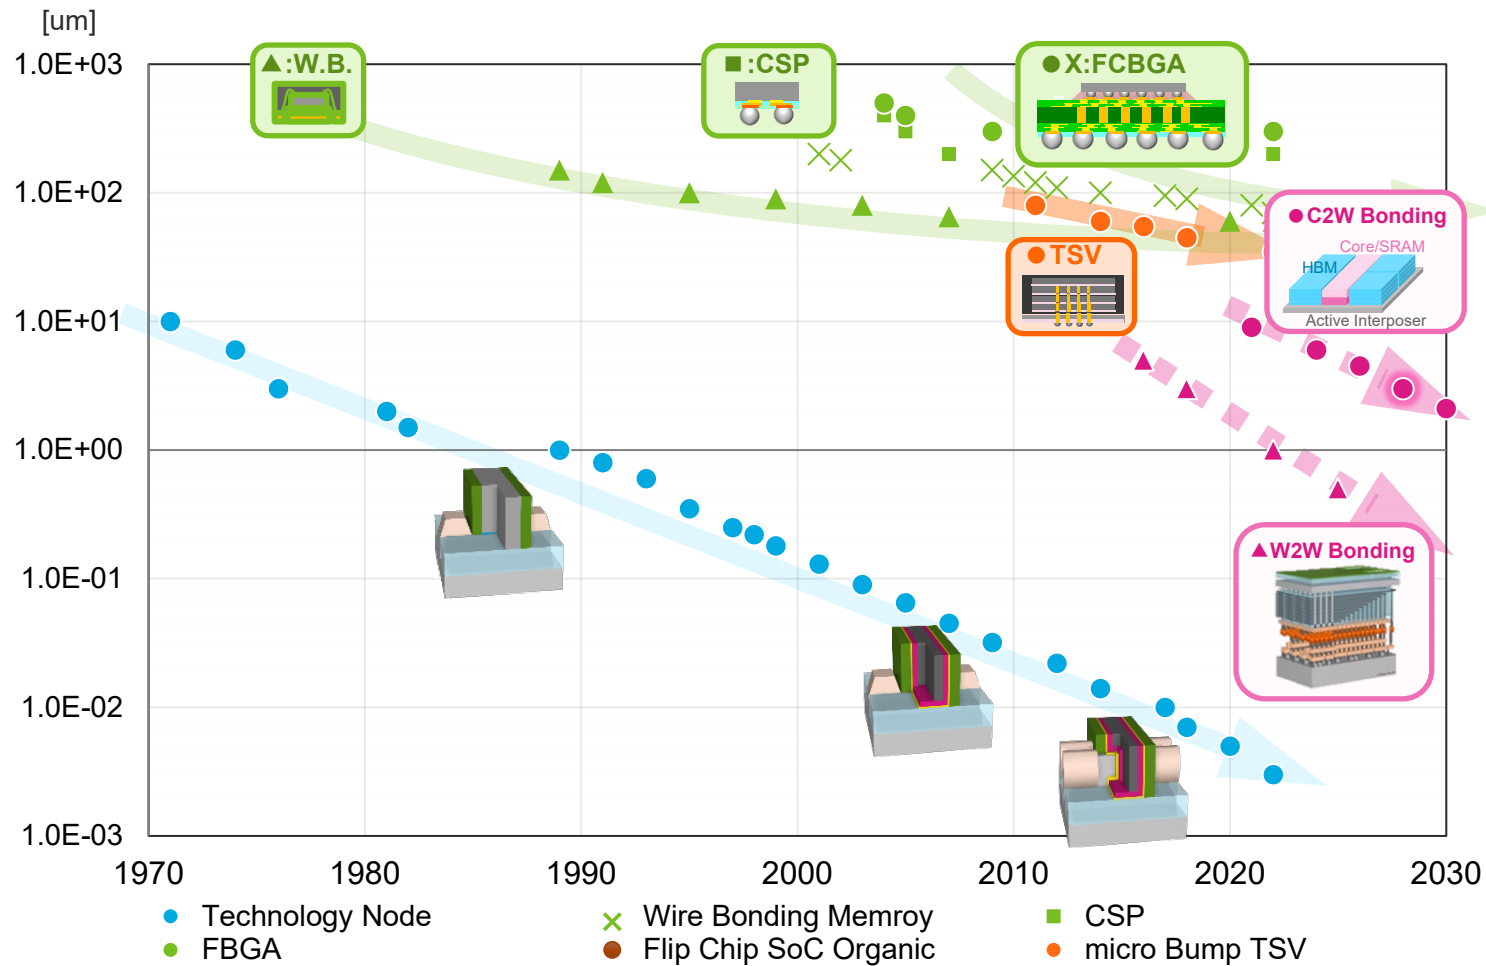 [um]
1.0E+03
1.0E+02
1.0E+01
1.0E+00
1.0E-01
1.0E-02
1.0E-03
:W.B.
:CSP
X:FCBGA
TSV
C2W Bonding
Core/SRAM
HBM
Active Interposer
W2W Bonding
1970 1980 1990 2000 2010 2020 2030
Technology Node Wire Bonding Memroy CSP
FBGA Flip Chip SoC Organic micro Bump TSV